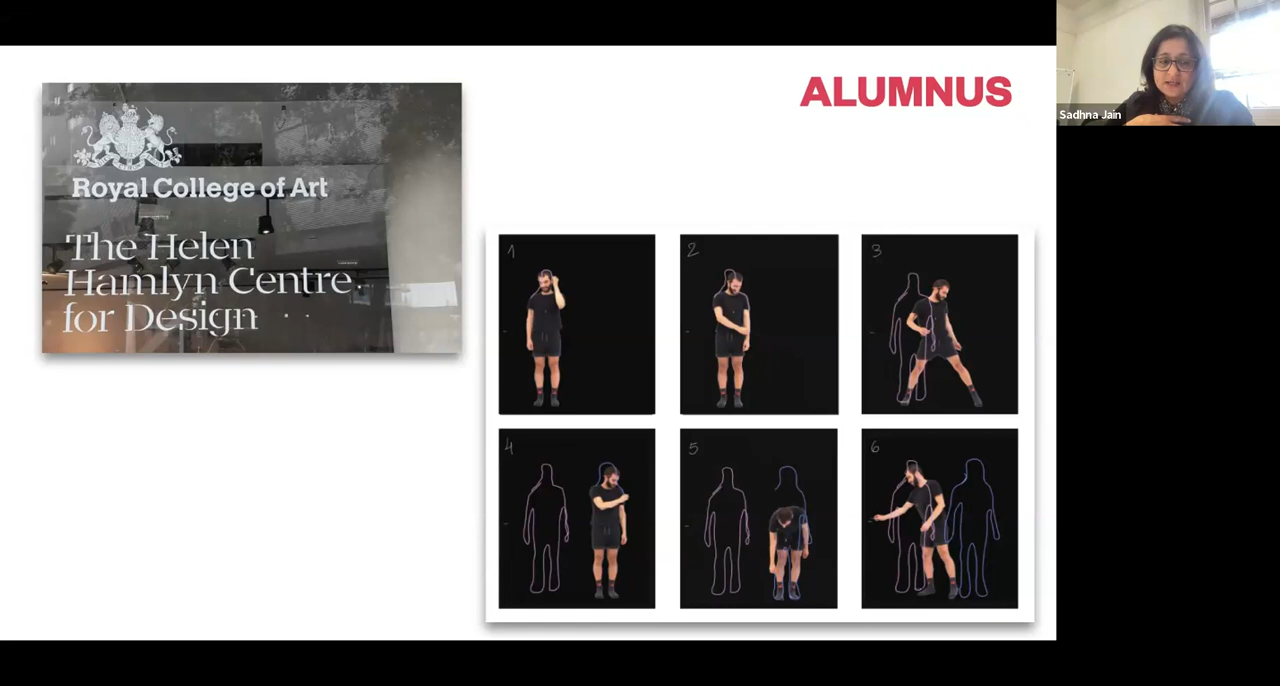 ALUMNUS
Royal College of Art
The Helen
Hamlyn Centre
for Design
1
2
3
4
5
6
Sadhna Jain